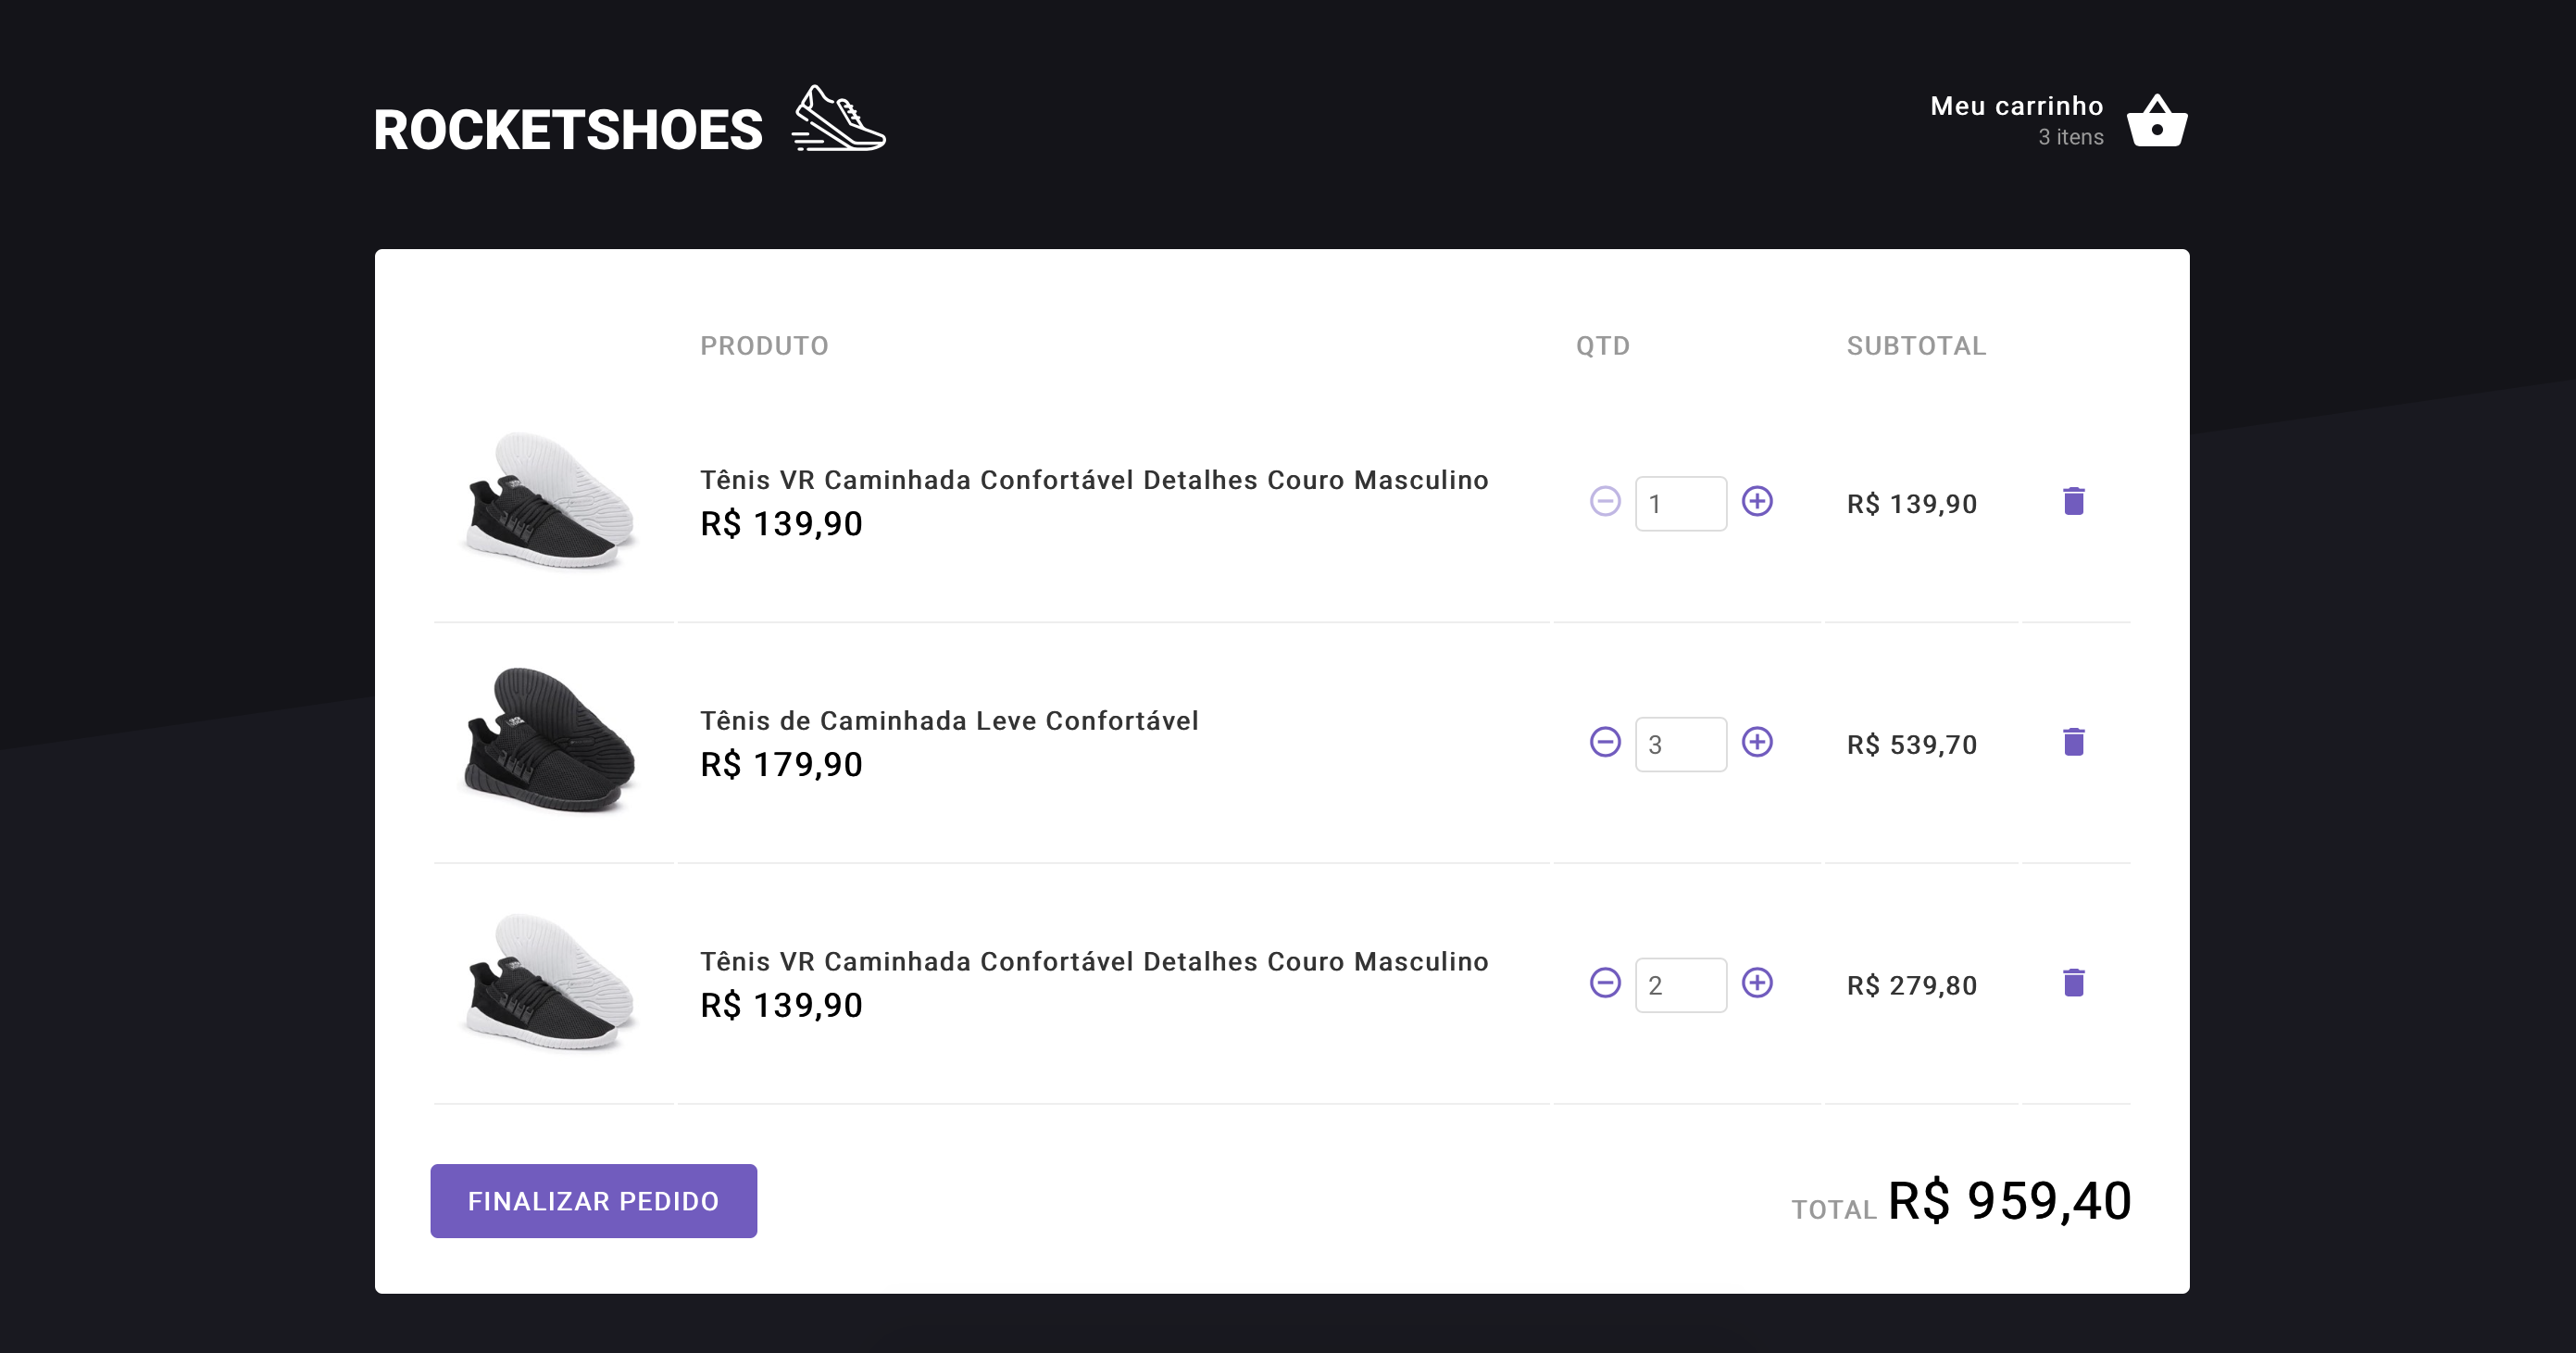 ROCKETSHOES
Meu carrinho
3 itens
PRODUTO QTD SUBTOTAL
Tênis VR Caminhada Confortável Detalhes Couro Masculino
R$ 139,90
1
R$ 139,90
Tênis de Caminhada Leve Confortável
R$ 179,90
3
R$ 539,70
Tênis VR Caminhada Confortável Detalhes Couro Masculino
R$ 139,90
2
R$ 279,80
FINALIZAR PEDIDO
TOTAL R$ 959,40